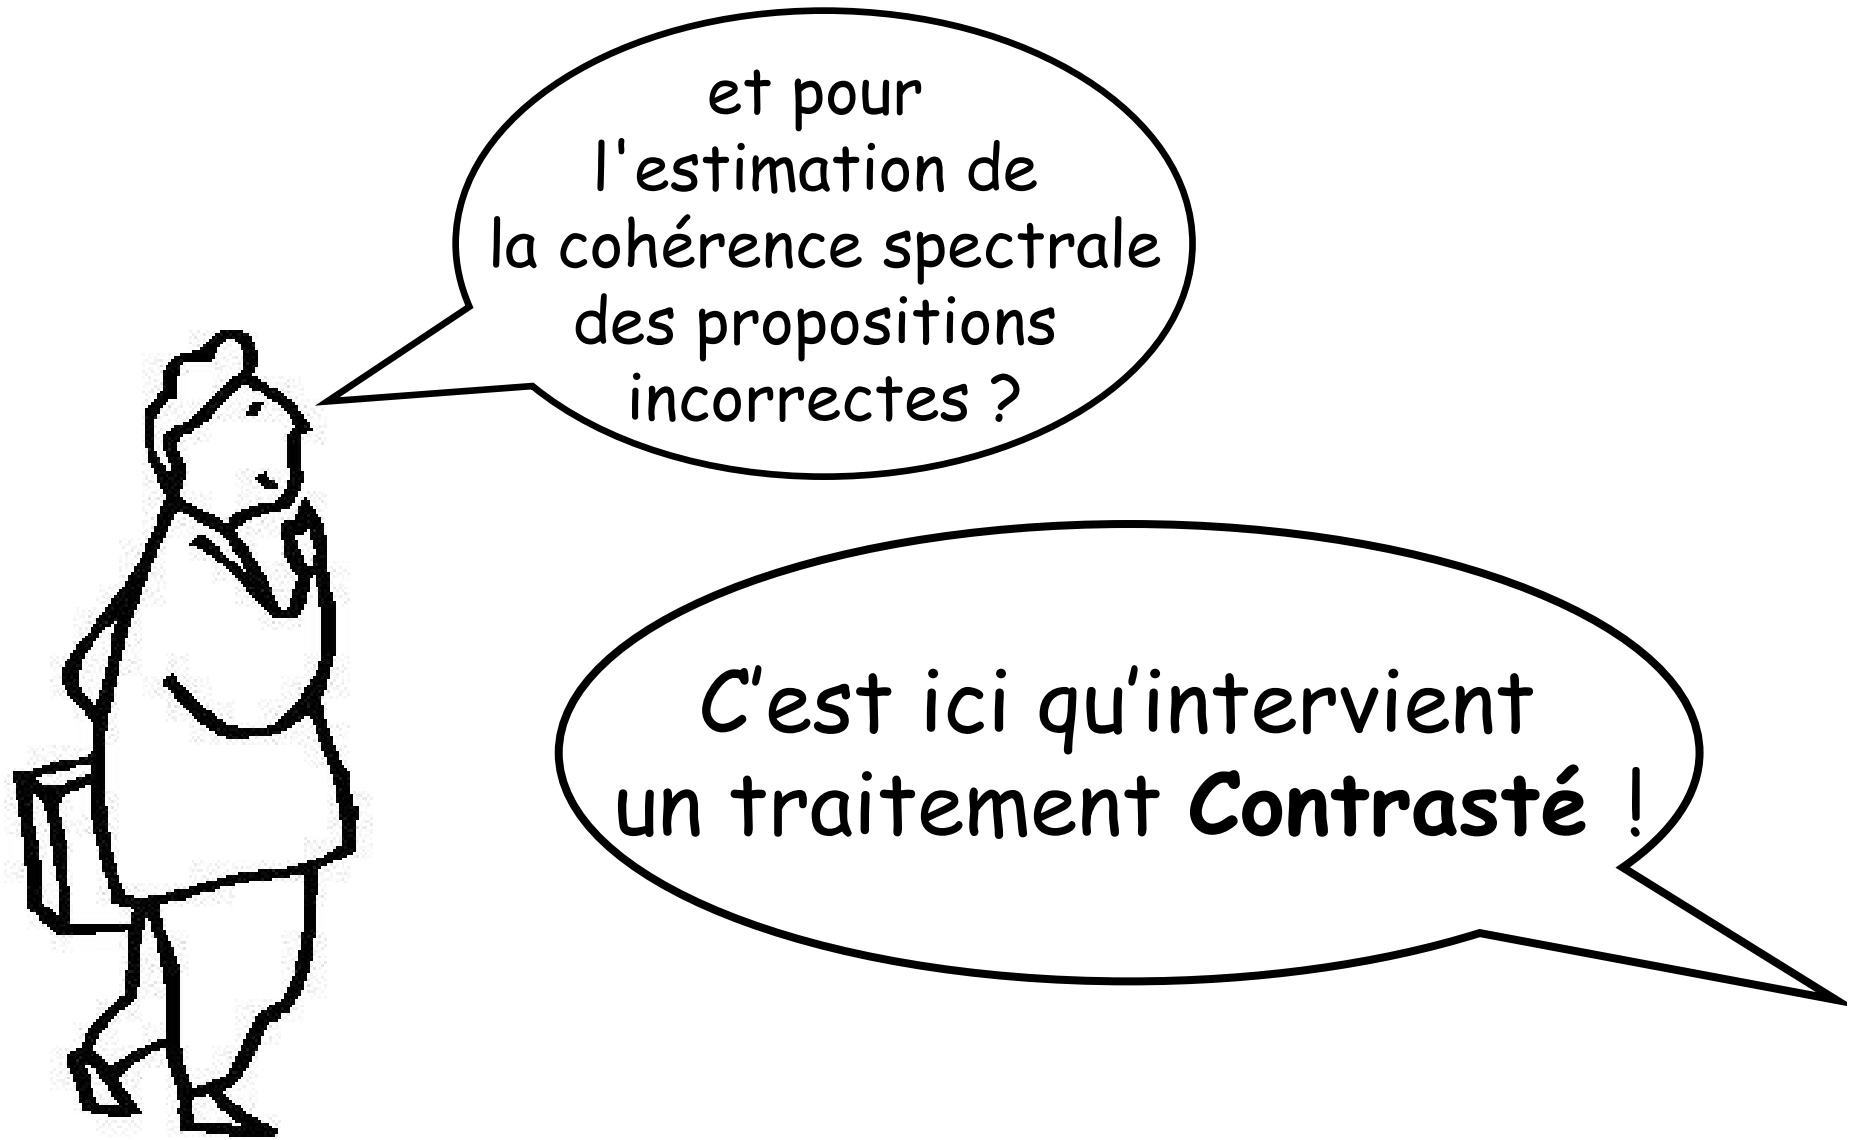 et pour
l'estimation de
la cohérence spectrale
des propositions
incorrectes ?
C’est ici qu’intervient
un traitement Contrasté !